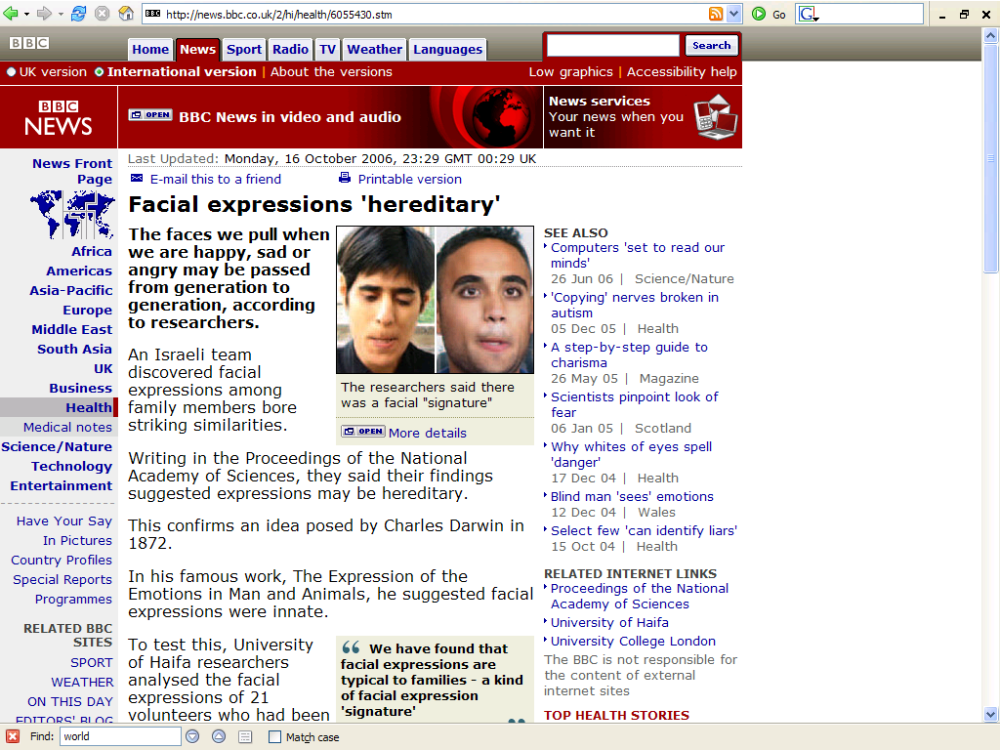 http://news.bbc.co.uk/2/hi/health/6055430.stm
Go
G
BBC
Home News Sport Radio TV Weather Languages
Search
UK version International version | About the versions
Low graphics | Accessibility help
BBC NEWS
OPEN BBC News in video and audio
News services
Your news when you want it
News Front Page
Africa
Americas
Asia-Pacific
Europe
Middle East
South Asia
UK
Business
Health
Medical notes
Science/Nature
Technology
Entertainment
Have Your Say
In Pictures
Country Profiles
Special Reports
Programmes
RELATED BBC SITES
SPORT
WEATHER
ON THIS DAY
EDITORS' BLOG
Last Updated: Monday, 16 October 2006, 23:29 GMT 00:29 UK
E-mail this to a friend
Printable version
Facial expressions 'hereditary'
The faces we pull when
we are happy, sad or
angry may be passed
from generation to
generation, according
to researchers.
An Israeli team
discovered facial
expressions among
family members bore
striking similarities.
The researchers said there
was a facial "signature"
OPEN More details
Writing in the Proceedings of the National
Academy of Sciences, they said their findings
suggested expressions may be hereditary.
This confirms an idea posed by Charles Darwin in
1872.
In his famous work, The Expression of the
Emotions in Man and Animals, he suggested facial
expressions were innate.
To test this, University
of Haifa researchers
analysed the facial
expressions of 21
volunteers who had been
We have found that
facial expressions are
typical to families - a kind
of facial expression
'signature'
SEE ALSO
Computers 'set to read our
minds'
26 Jun 06 | Science/Nature
'Copying' nerves broken in
autism
05 Dec 05 | Health
A step-by-step guide to
charisma
26 May 05 | Magazine
Scientists pinpoint look of
fear
06 Jan 05 | Scotland
Why whites of eyes spell
'danger'
17 Dec 04 | Health
Blind man 'sees' emotions
12 Dec 04 | Wales
Select few 'can identify liars'
15 Oct 04 | Health
RELATED INTERNET LINKS
Proceedings of the National
Academy of Sciences
University of Haifa
University College London
The BBC is not responsible for
the content of external
internet sites
TOP HEALTH STORIES
Find: world
Match case